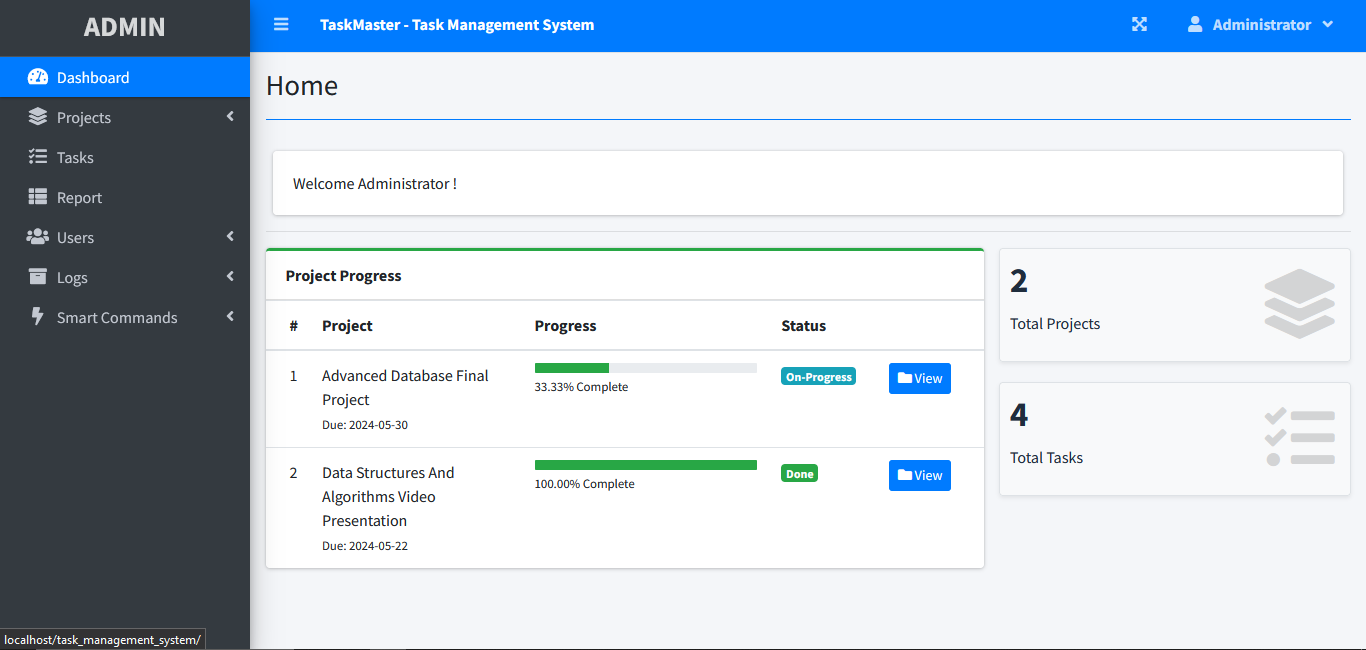 ADMIN
TaskMaster - Task Management System
Administrator
Dashboard
Projects
Tasks
Report
Users
Logs
Smart Commands
Home
Welcome Administrator !
Project Progress
# Project Progress Status
1 Advanced Database Final
Project
Due: 2024-05-30
33.33% Complete
On-Progress
View
2 Data Structures And
Algorithms Video
Presentation
Due: 2024-05-22
100.00% Complete
Done
View
2
Total Projects
4
Total Tasks
localhost/task_management_system/